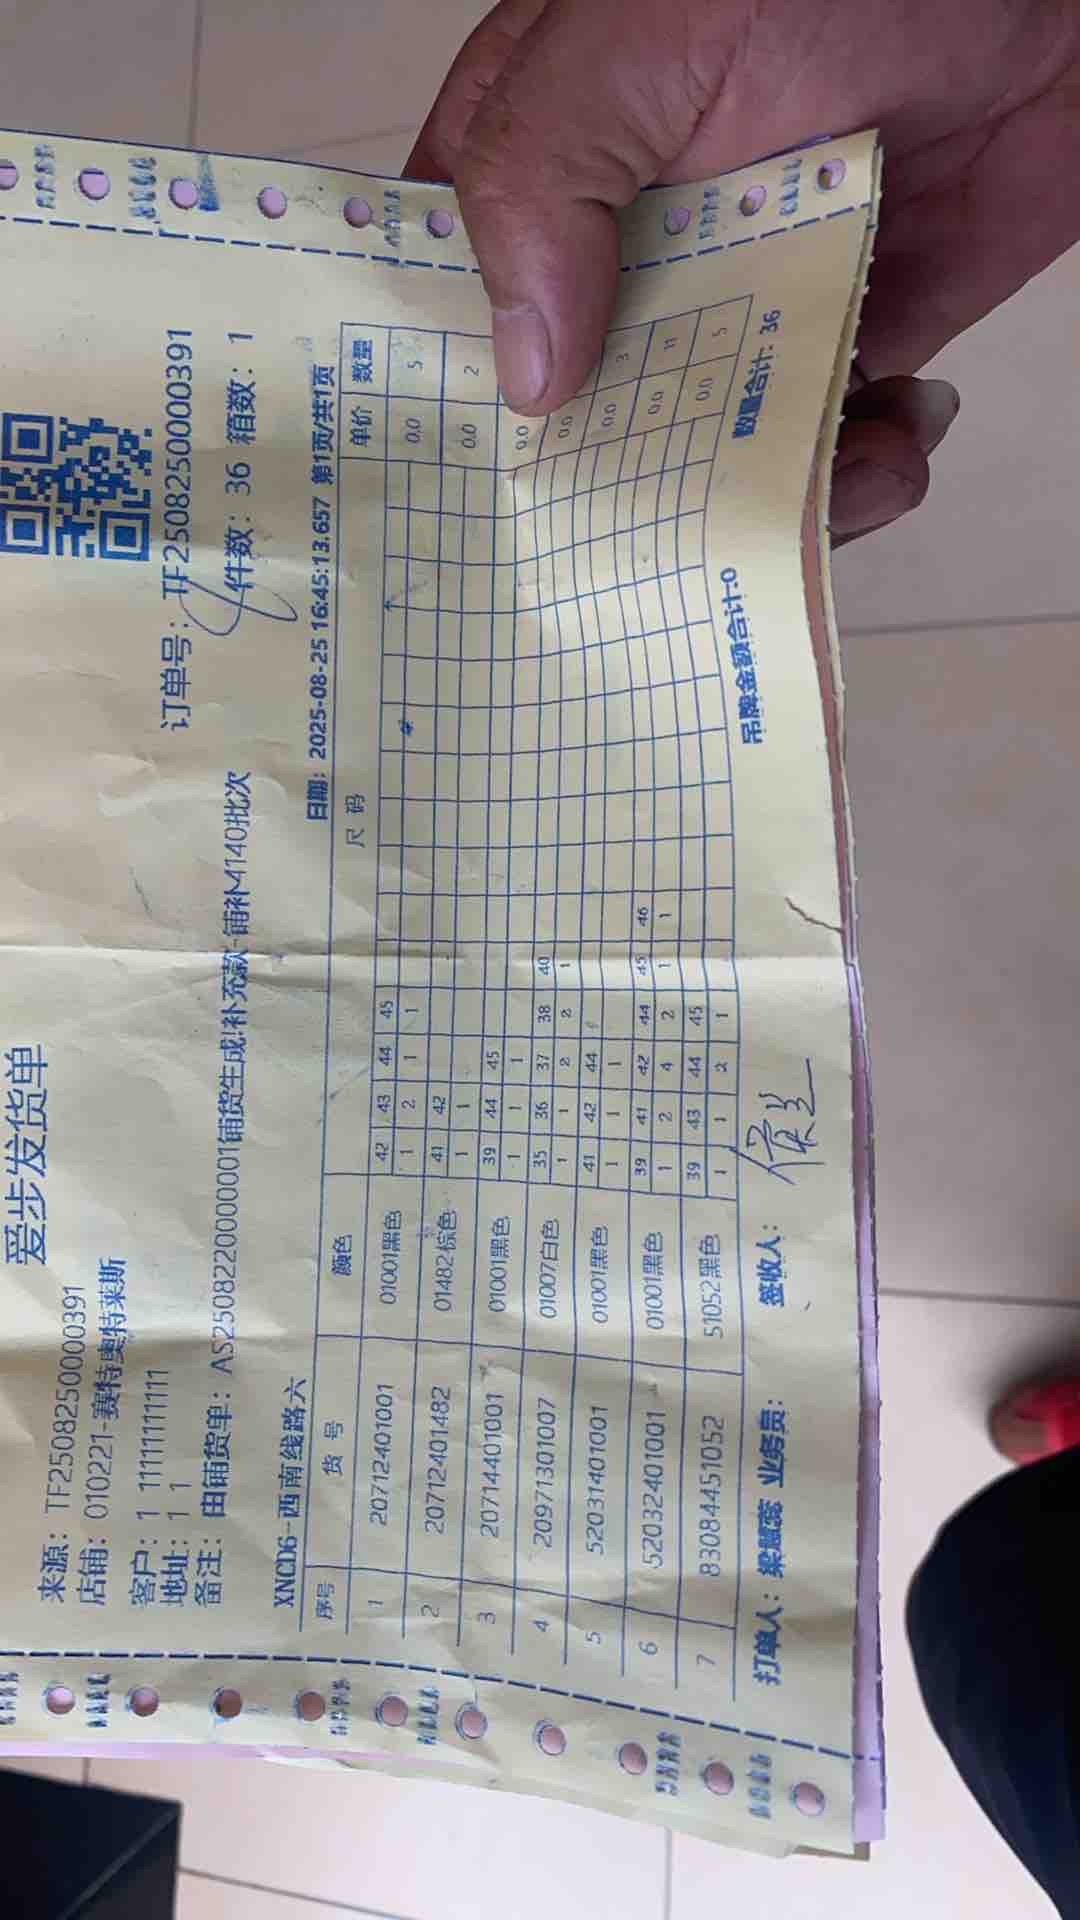 爱步发货单
来源: TF250825000391
订单号: TF250825000391
店铺: 010221-赛特奥特莱斯
件数: 36 箱数: 1
客户: 1 11111111111
地址: 1 1
备注: 由铺货单: AS250822000001铺货生成!补充款-铺补M140批次
XNCD6-西南线路六
日期: 2025-08-25 16:45:13.657 第1页/共1页
序号 货 号 颜色 尺 码 单价 数量
42 43 44 45
1 20712401001 01001黑色 1 2 1 1 0.0 5
41 42
2 20712401482 01482棕色 1 1 0.0 2
39 44 45
3 20714401001 01001黑色 1 1 1 0.0
35 36 37 38 40
4 20971301007 01007白色 1 1 2 2 1 0.0
41 42 44
5 52031401001 01001黑色 1 1 1 0.0 3
39 41 42 44 45 46
6 52032401001 01001黑色 1 2 4 2 1 1 0.0 11
39 43 44 45
7 83084451052 51052黑色 1 1 2 1 0.0 5
打单人: 业务员: 签收人: 吊牌金额合计:0 数量合计: 36